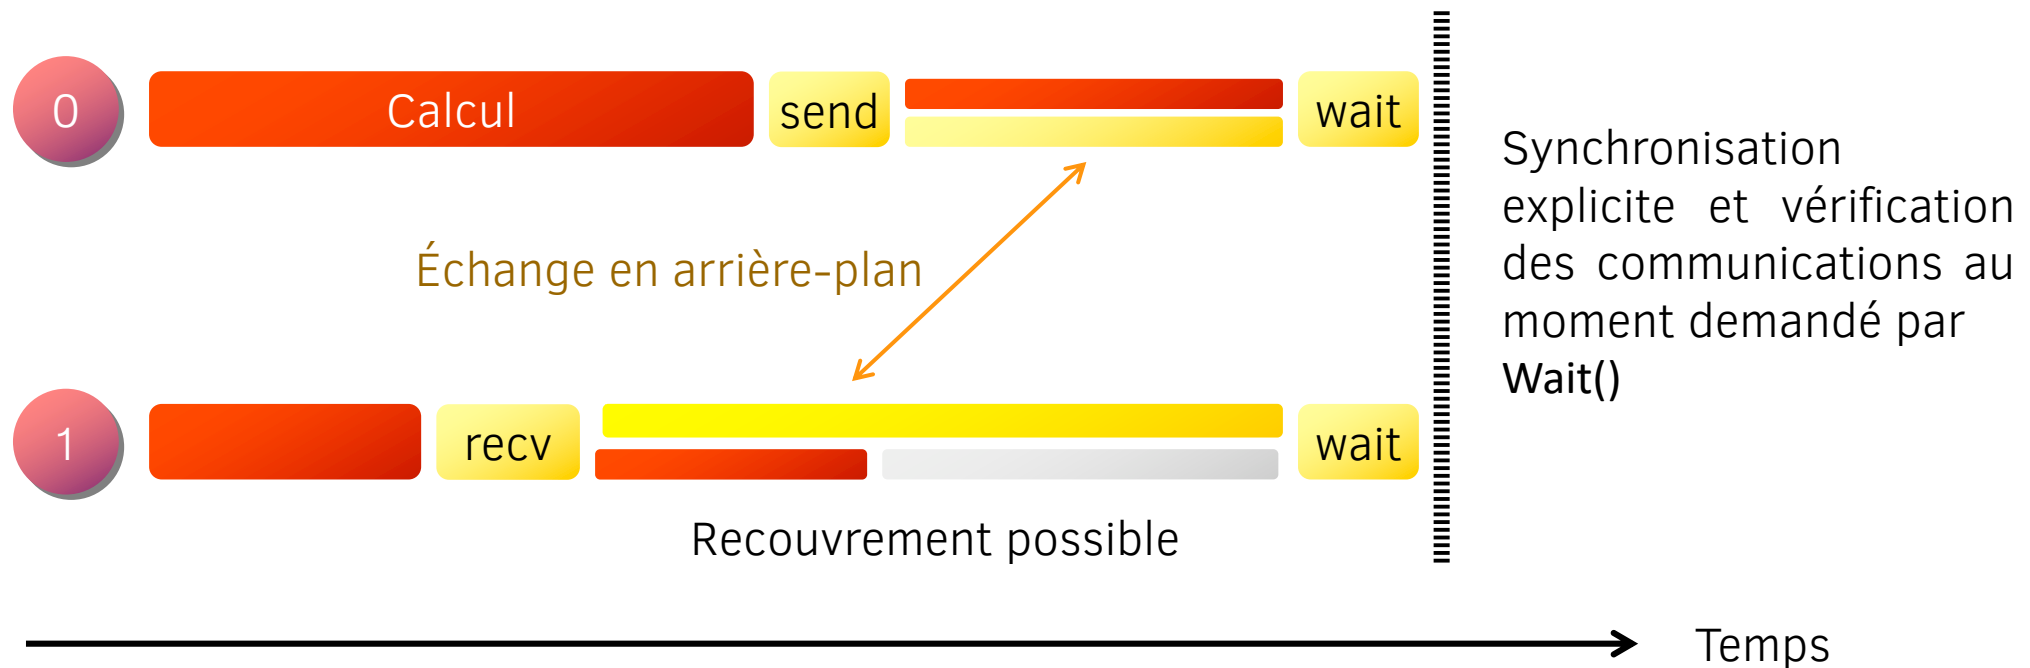 0
Calcul
send
wait
Synchronisation
explicite et vérification
des communications au
moment demandé par
Wait()
Échange en arrière-plan
1
recv
wait
Recouvrement possible
Temps